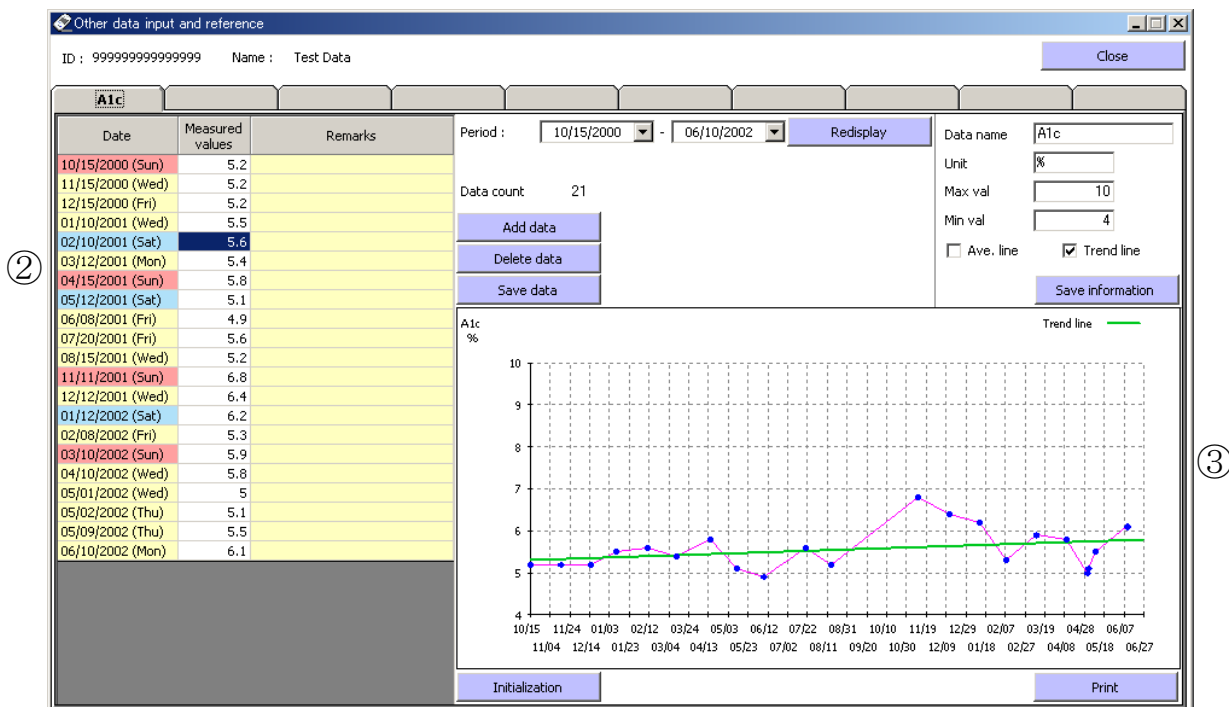 Other data input and reference
ID : 999999999999999 Name : Test Data Close
A1c
Date Measured values Remarks
10/15/2000 (Sun) 5.2
11/15/2000 (Wed) 5.2
12/15/2000 (Fri) 5.2
01/10/2001 (Wed) 5.5
02/10/2001 (Sat) 5.6
03/12/2001 (Mon) 5.4
04/15/2001 (Sun) 5.8
05/12/2001 (Sat) 5.1
06/08/2001 (Fri) 4.9
07/20/2001 (Fri) 5.6
08/15/2001 (Wed) 5.2
11/11/2001 (Sun) 6.8
12/12/2001 (Wed) 6.4
01/12/2002 (Sat) 6.2
02/08/2002 (Fri) 5.3
03/10/2002 (Sun) 5.9
04/10/2002 (Wed) 5.8
05/01/2002 (Wed) 5
05/02/2002 (Thu) 5.1
05/09/2002 (Thu) 5.5
06/10/2002 (Mon) 6.1
②
Period : 10/15/2000 - 06/10/2002 Redisplay
Data count 21
Add data
Delete data
Save data
Data name A1c
Unit %
Max val 10
Min val 4
Ave. line Trend line
Save information
A1c
%
Trend line
10
9
8
7
6
5
4
10/15 11/24 01/03 02/12 03/24 05/03 06/12 07/22 08/31 10/10 11/19 12/29 02/07 03/19 04/28 06/07
11/04 12/14 01/23 03/04 04/13 05/23 07/02 08/11 09/20 10/30 12/09 01/18 02/27 04/08 05/18 06/27
③
Initialization Print